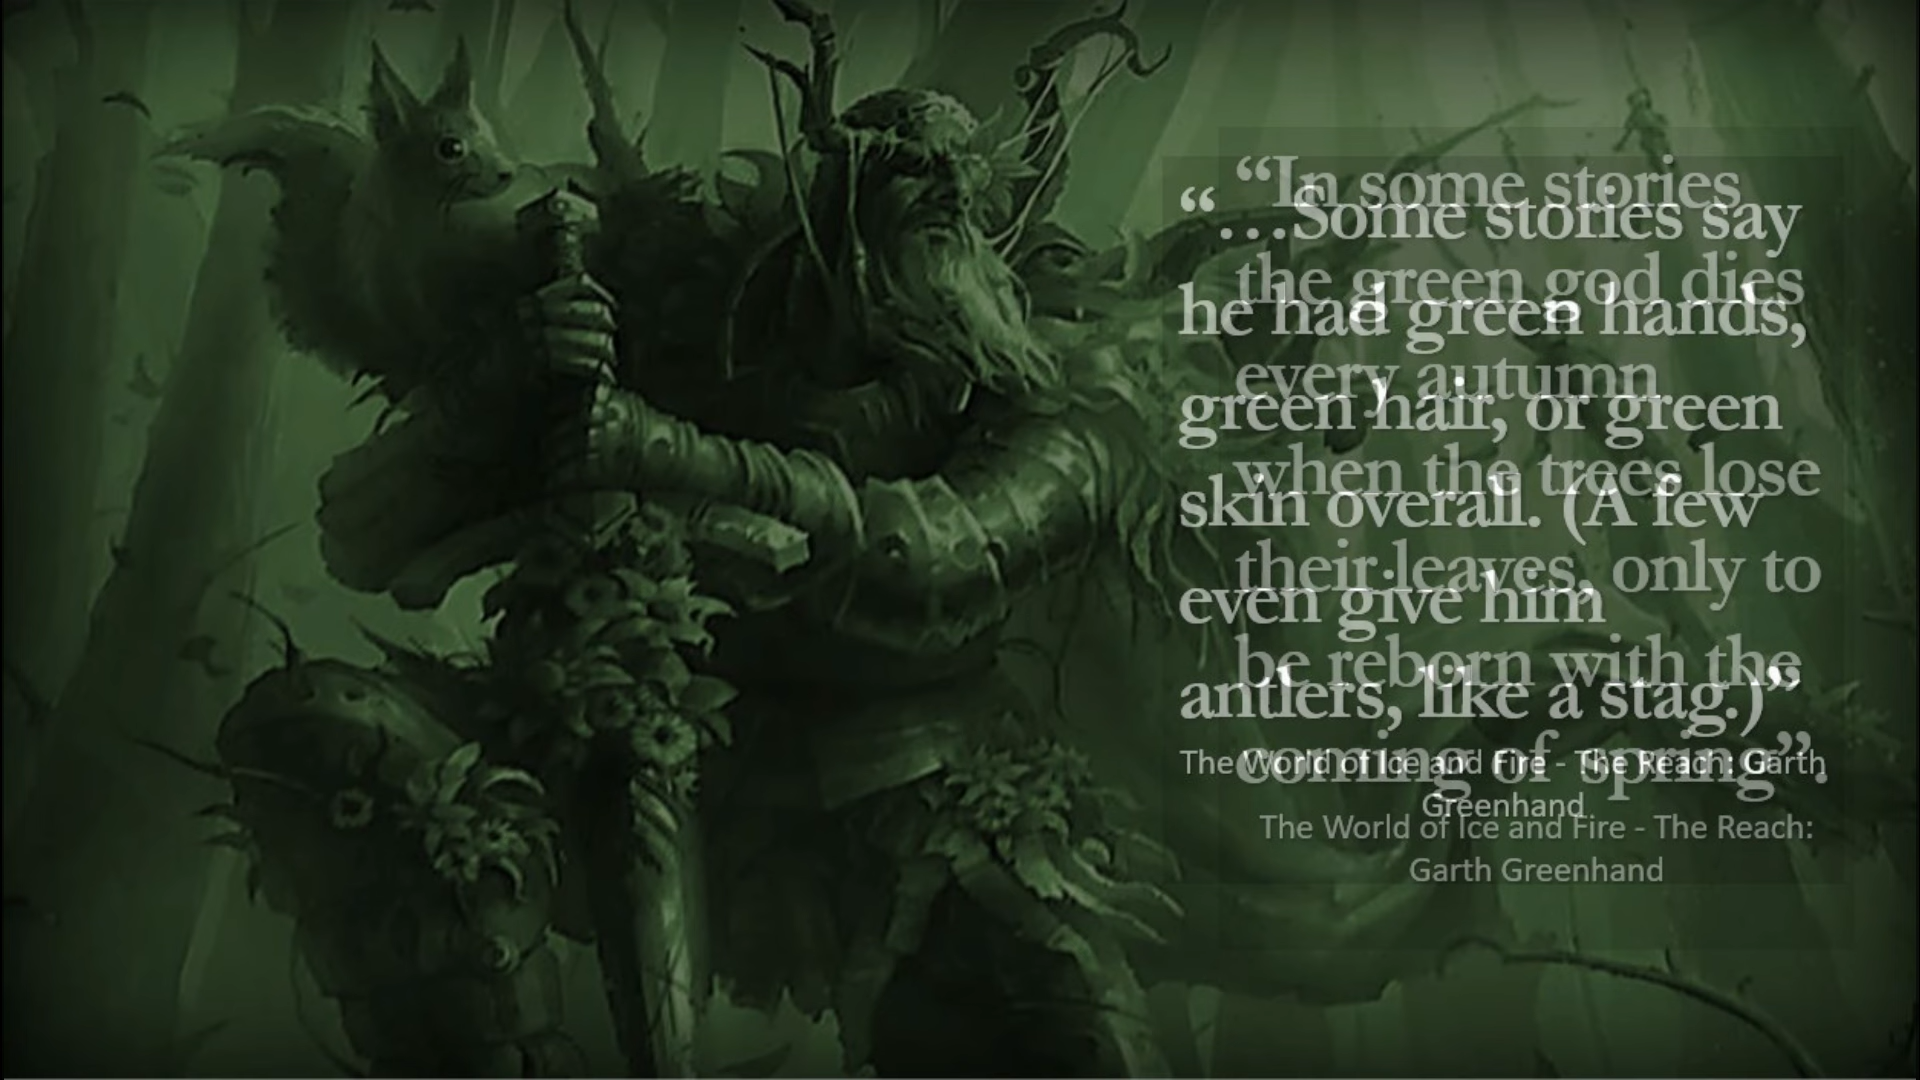 “…Some stories say
he had green hands,
green hair, or green
skin overall. (A few
even give him
antlers, like a stag.)”
The World of Ice and Fire - The Reach: Garth
Greenhand
“In some stories
the green god dies
every autumn
when the trees lose
their leaves, only to
be reborn with the
coming of spring”.
The World of Ice and Fire - The Reach:
Garth Greenhand